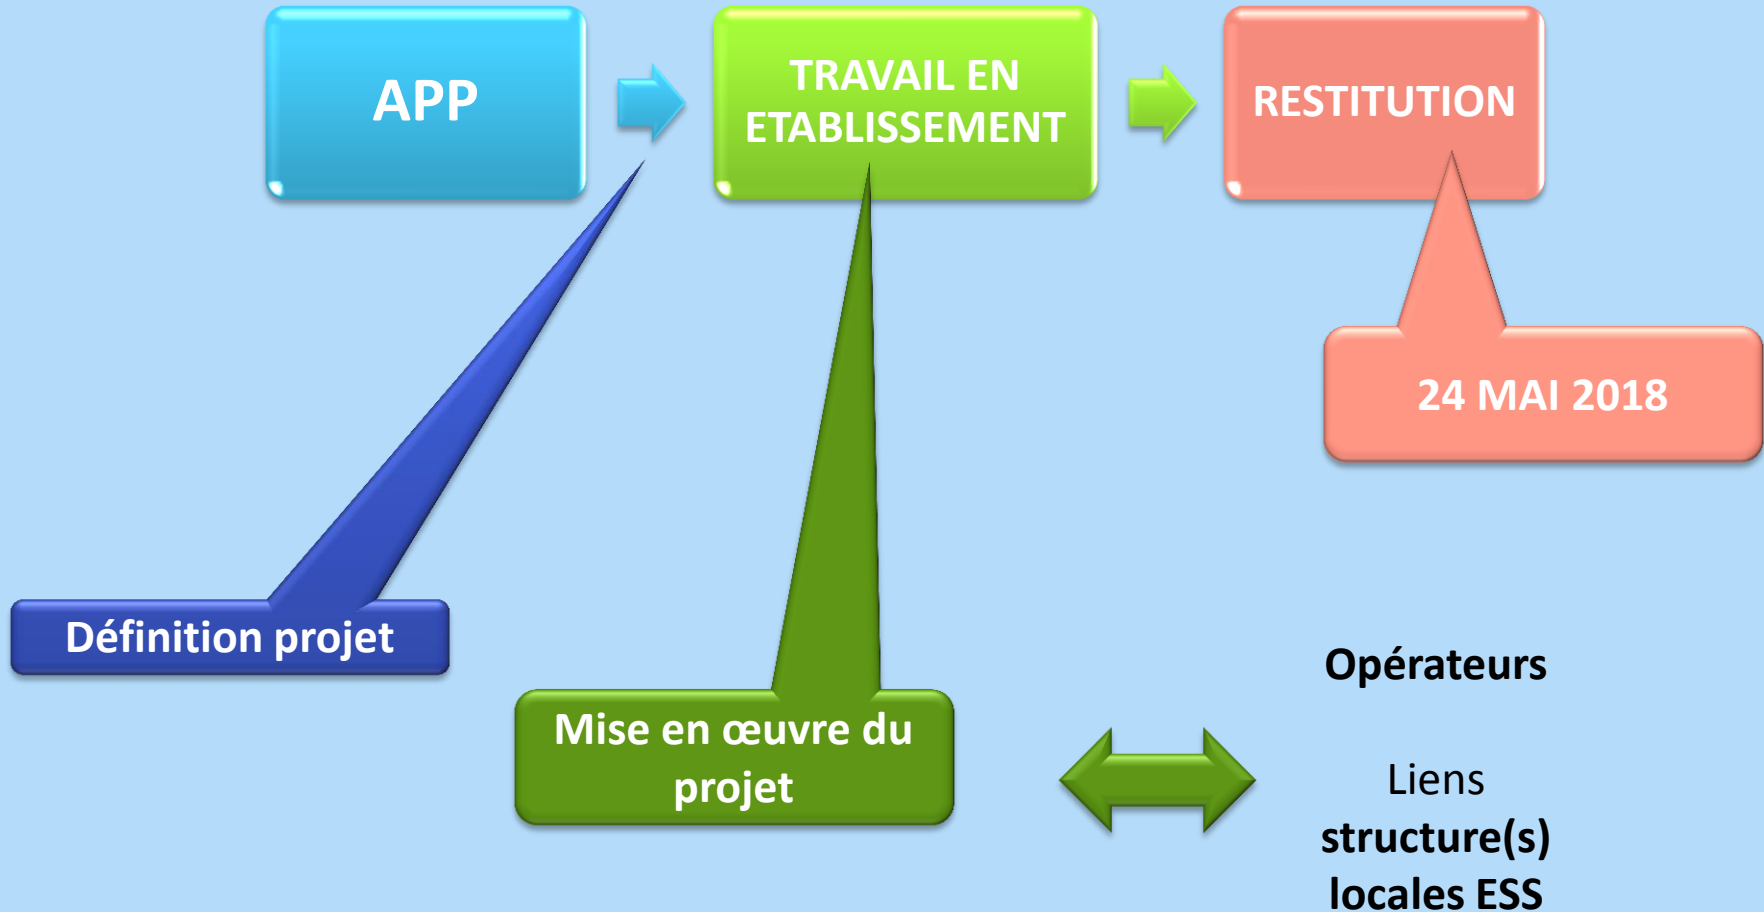 APP
TRAVAIL EN
ETABLISSEMENT
RESTITUTION
24 MAI 2018
Définition projet
Mise en œuvre du
projet
Opérateurs
Liens
structure(s)
locales ESS